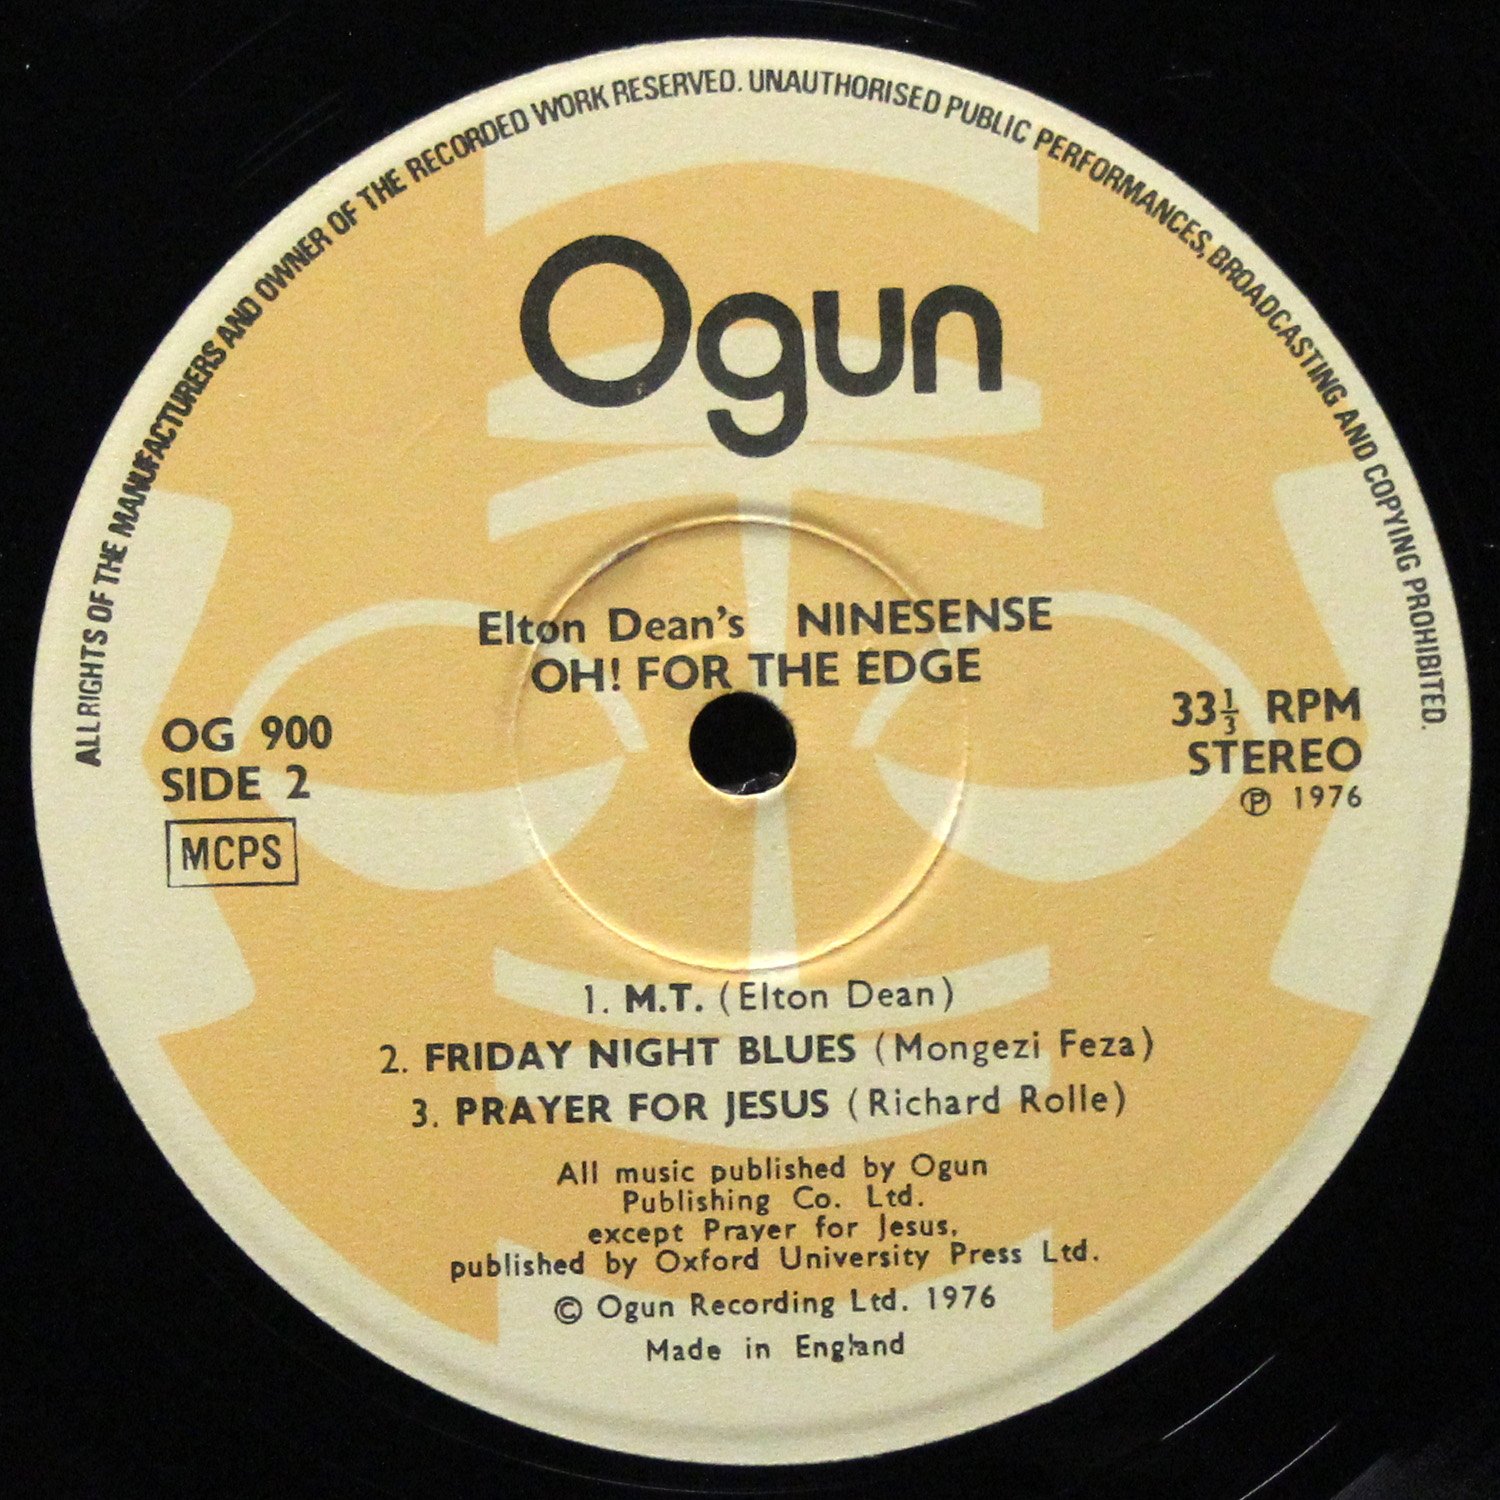 ALL RIGHTS OF THE MANUFACTURERS AND OWNER OF THE RECORDED WORK RESERVED. UNAUTHORISED PUBLIC PERFORMANCES, BROADCASTING AND COPYING PROHIBITED.
Ogun
Elton Dean's NINESENSE
OH! FOR THE EDGE
OG 900
SIDE 2
MCPS
33⅓ RPM
STEREO
℗ 1976
1. M.T. (Elton Dean)
2. FRIDAY NIGHT BLUES (Mongezi Feza)
3. PRAYER FOR JESUS (Richard Rolle)
All music published by Ogun
Publishing Co. Ltd.
except Prayer for Jesus,
published by Oxford University Press Ltd.
© Ogun Recording Ltd. 1976
Made in England